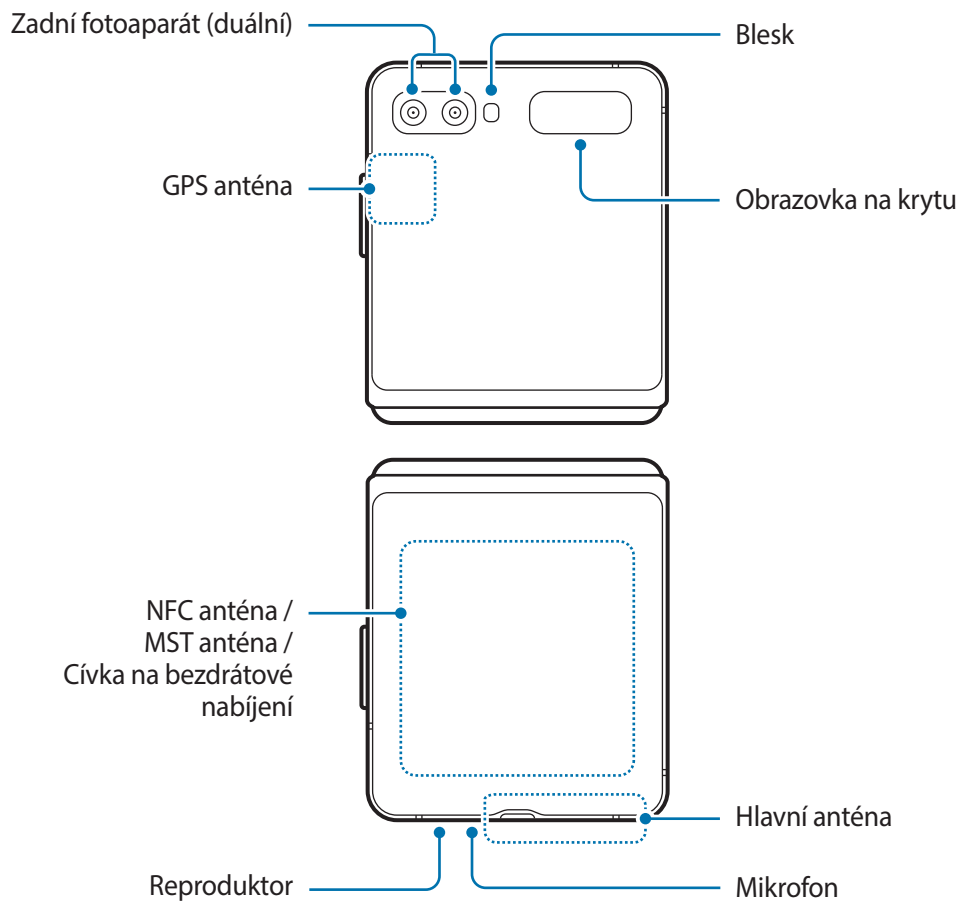 Zadní fotoaparát (duální)
Blesk
GPS anténa
Obrazovka na krytu
NFC anténa /
MST anténa /
Cívka na bezdrátové
nabíjení
Hlavní anténa
Reproduktor
Mikrofon